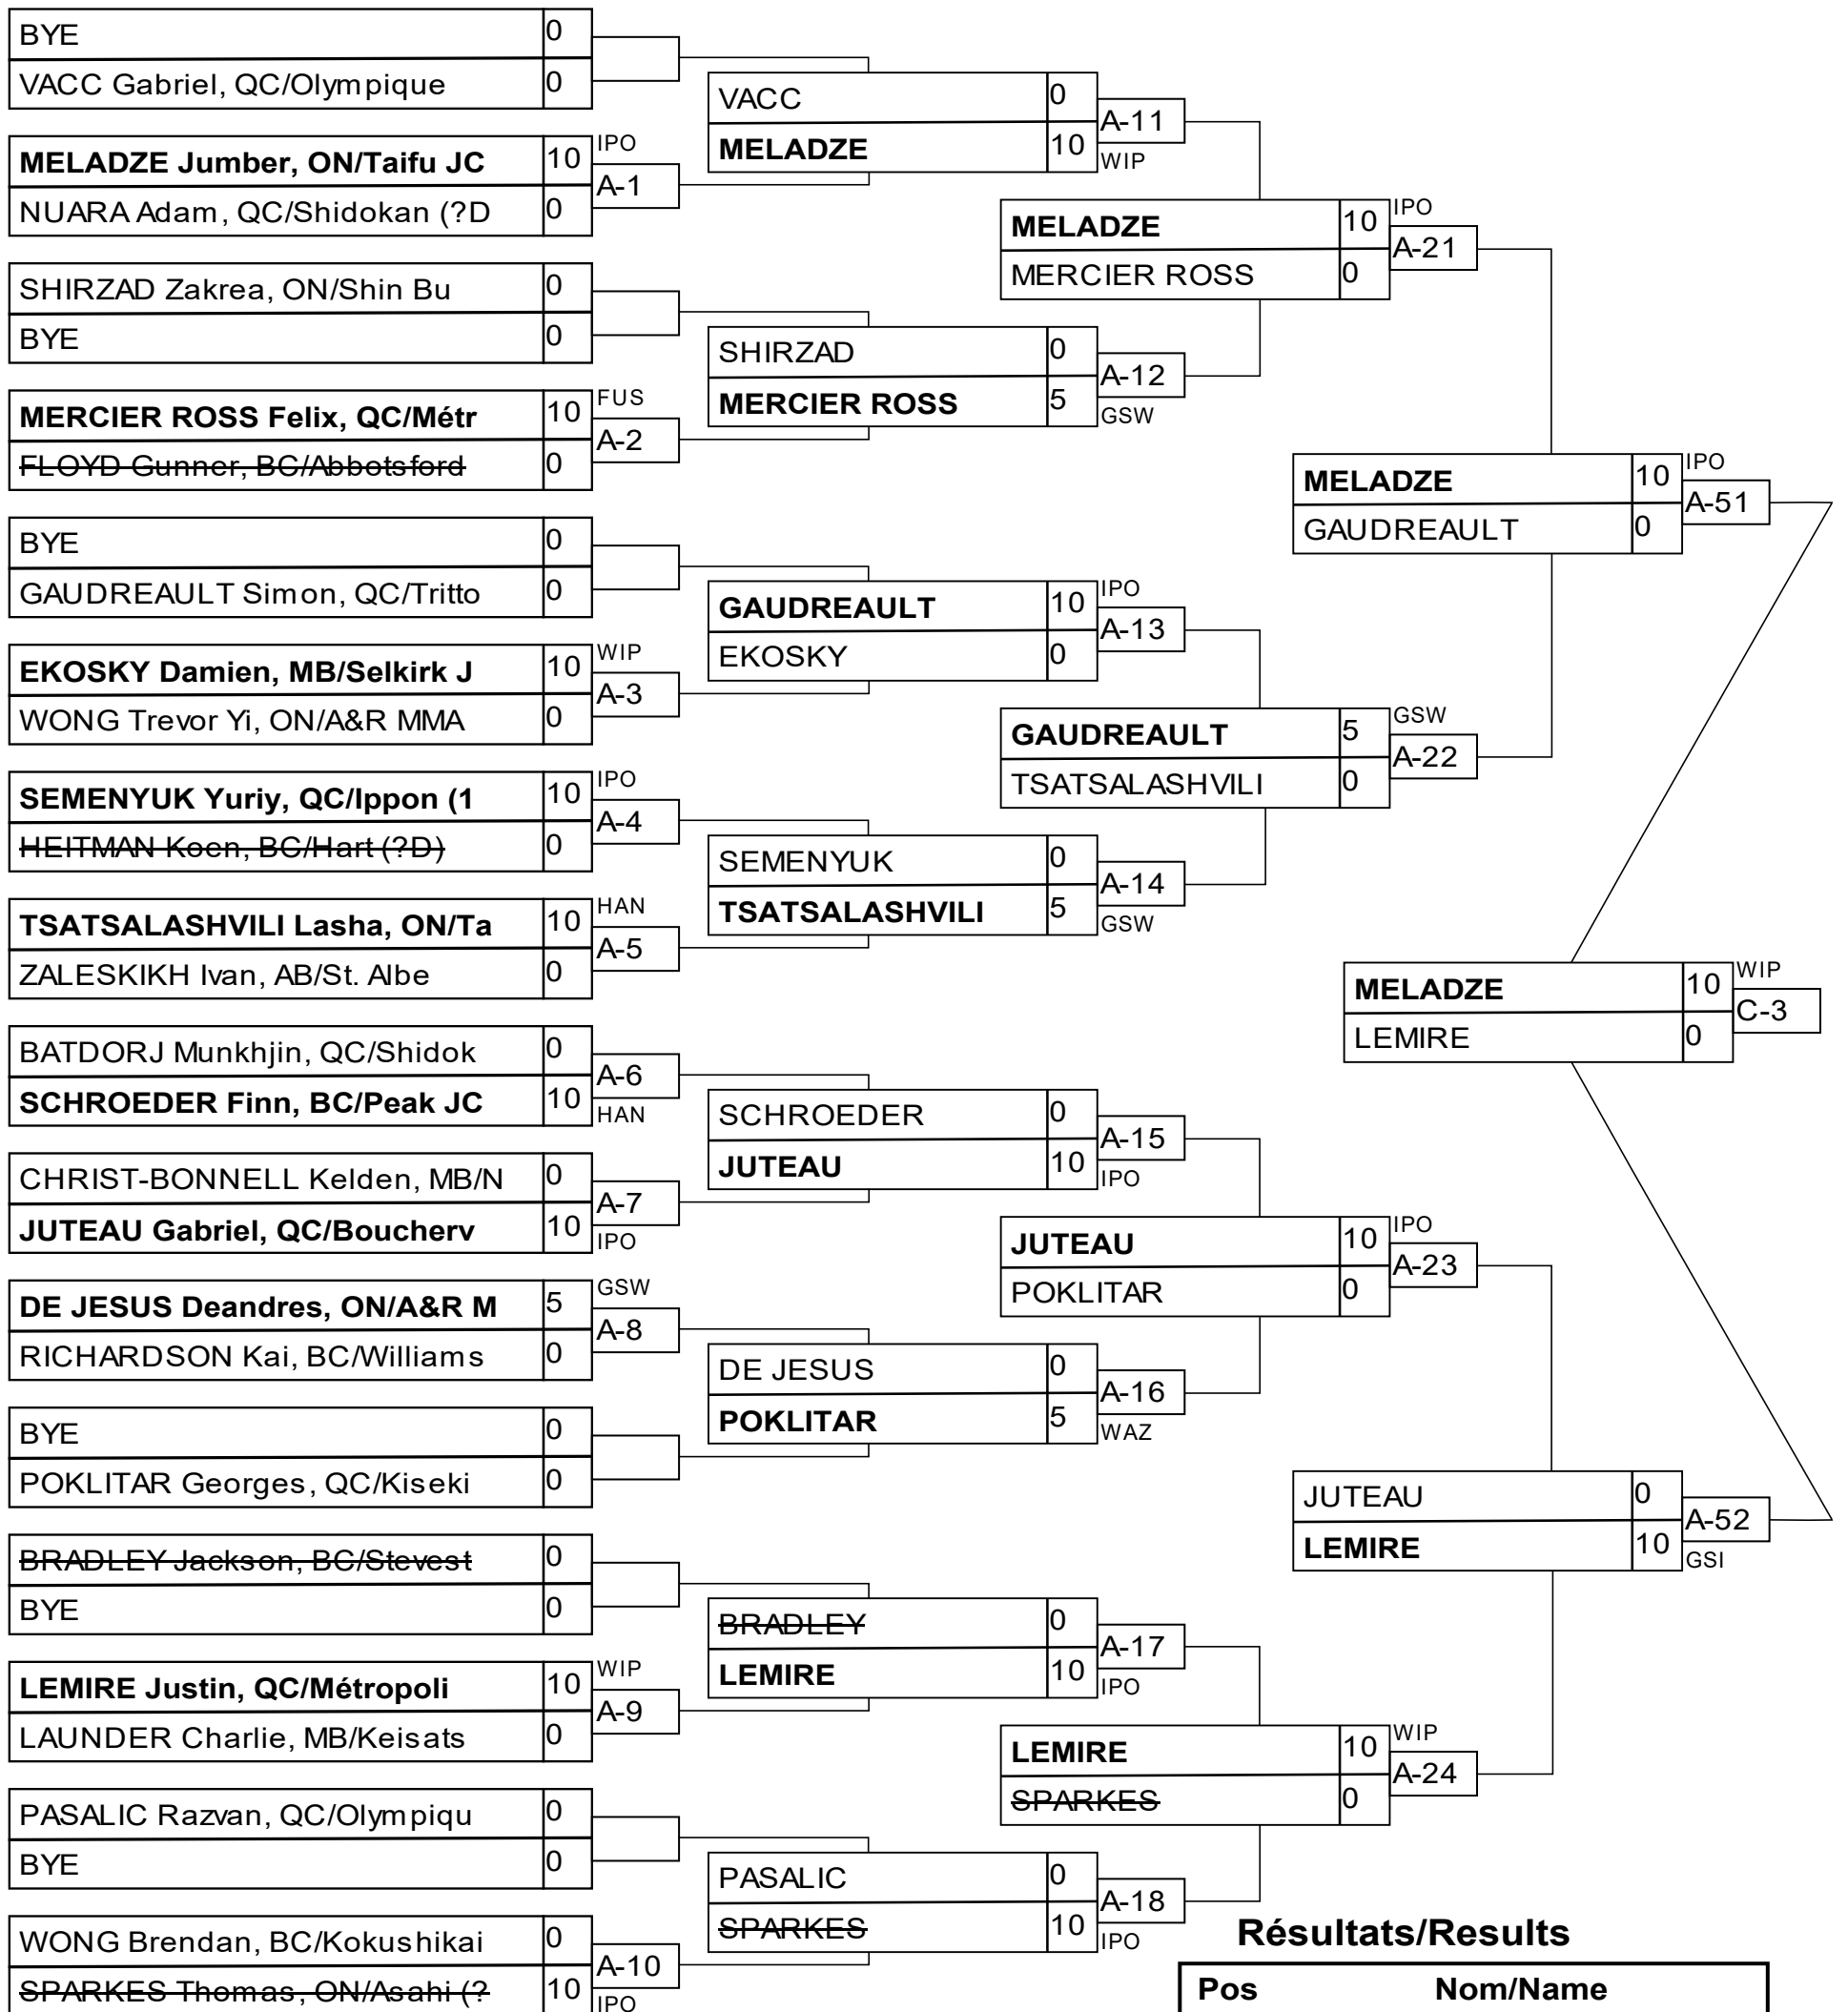 BYE 0
VACC Gabriel, QC/Olympique 0
MELADZE Jumber, ON/Taifu JC 10 IPO
A-1
NUARA Adam, QC/Shidokan (?D 0
SHIRZAD Zakrea, ON/Shin Bu 0
BYE 0
MERCIER ROSS Felix, QC/Métr 10 FUS
A-2
FLOYD Gunner, BC/Abbotsford 0
BYE 0
GAUDREAULT Simon, QC/Tritto 0
EKOSKY Damien, MB/Selkirk J 10 WIP
A-3
WONG Trevor Yi, ON/A&R MMA 0
SEMENYUK Yuriy, QC/Ippon (1 10 IPO
A-4
HEITMAN Koen, BC/Hart (?D) 0
TSATSALASHVILI Lasha, ON/Ta 10 HAN
A-5
ZALESKIKH Ivan, AB/St. Albe 0
BATDORJ Munkhjin, QC/Shidok 0
A-6
SCHROEDER Finn, BC/Peak JC 10 HAN
CHRIST-BONNELL Kelden, MB/N 0
A-7
JUTEAU Gabriel, QC/Boucherv 10 IPO
DE JESUS Deandres, ON/A&R M 5 GSW
A-8
RICHARDSON Kai, BC/Williams 0
BYE 0
POKLITAR Georges, QC/Kiseki 0
BRADLEY Jackson, BC/Stevest 0
BYE 0
LEMIRE Justin, QC/Métropoli 10 WIP
A-9
LAUNDER Charlie, MB/Keisats 0
PASALIC Razvan, QC/Olympiqu 0
BYE 0
WONG Brendan, BC/Kokushikai 0
A-10
SPARKES Thomas, ON/Asahi (? 10 IPO
VACC 0
A-11
MELADZE 10 WIP
SHIRZAD 0
A-12
MERCIER ROSS 5 GSW
GAUDREAULT 10 IPO
A-13
EKOSKY 0
SEMENYUK 0
A-14
TSATSALASHVILI 5 GSW
SCHROEDER 0
A-15
JUTEAU 10 IPO
DE JESUS 0
A-16
POKLITAR 5 WAZ
BRADLEY 0
A-17
LEMIRE 10 IPO
PASALIC 0
A-18
SPARKES 10 IPO
MELADZE 10 IPO
A-21
MERCIER ROSS 0
GAUDREAULT 5 GSW
A-22
TSATSALASHVILI 0
JUTEAU 10 IPO
A-23
POKLITAR 0
LEMIRE 10 WIP
A-24
SPARKES 0
MELADZE 10 IPO
A-51
GAUDREAULT 0
JUTEAU 0
A-52
LEMIRE 10 GSI
MELADZE 10 WIP
C-3
LEMIRE 0
Résultats/Results
Pos Nom/Name